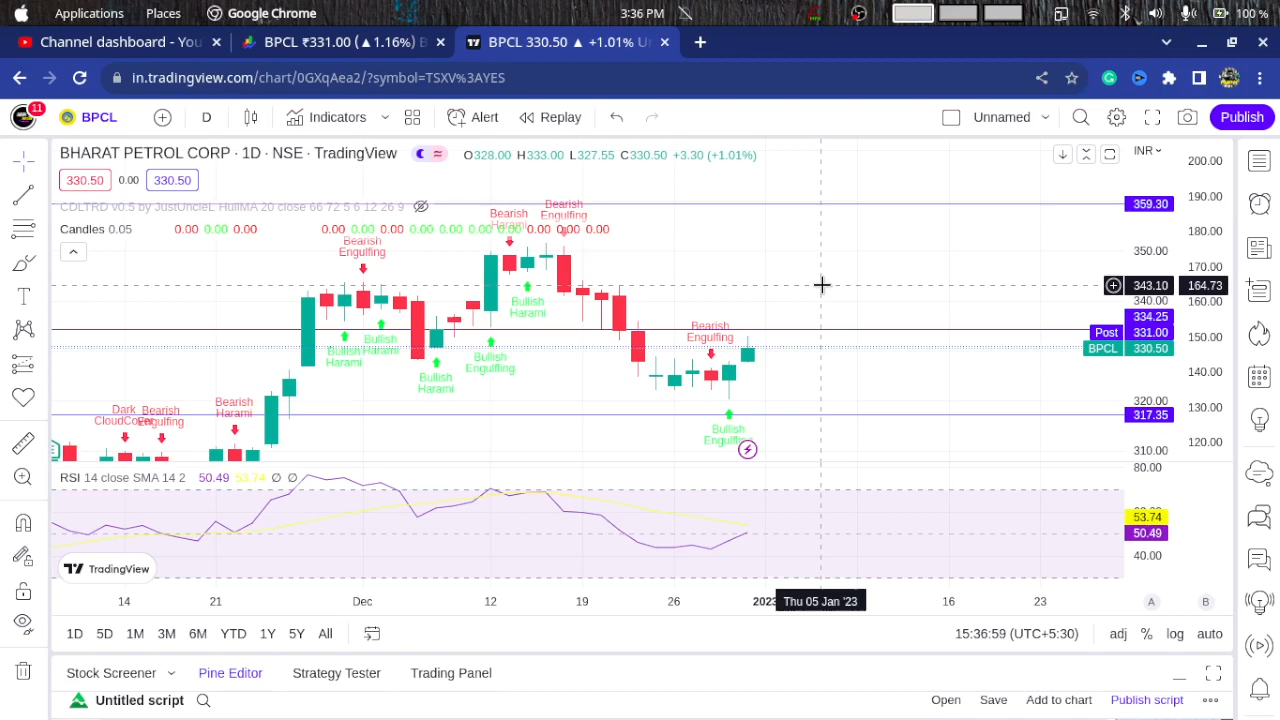 Applications Places Google Chrome 3:36 PM 100 %
Channel dashboard - You BPCL ₹331.00 (▲1.16%) B BPCL 330.50 ▲ +1.01% Un
in.tradingview.com/chart/0GXqAea2/?symbol=TSXV%3AYES
11 BPCL D Indicators Alert Replay Unnamed Publish
BHARAT PETROL CORP · 1D · NSE · TradingView O328.00 H333.00 L327.55 C330.50 +3.30 (+1.01%) INR 200.00
330.50 0.00 330.50 190.00
CDLTRD v0.5 by JustUncleL HullMA 20 close 66 72 5 6 12 26 9 359.30
Candles 0.05 0.00 0.00 0.00 0.00 0.00 0.00 0.00 0.00 0.00 0.00 0.00 0.00 0.00 0.00 180.00
Bearish Harami
Bearish Engulfing
Bearish Engulfing
350.00 170.00
343.10 164.73
340.00 160.00
Bullish Harami
334.25
Post 331.00 150.00
BPCL 330.50
Bearish Engulfing
Bullish Harami
Bullish Harami
Bullish Engulfling
Bullish Harami
140.00
320.00 130.00
Dark CloudCover
Bearish Engulfing
Bearish Harami
317.35
Bullish Engulfling
120.00
310.00
80.00
RSI 14 close SMA 14 2 50.49 53.74 ∅ ∅
53.74
50.49
40.00
TradingView
14 21 Dec 12 19 26 2023 Thu 05 Jan '23 16 23 A B
1D 5D 1M 3M 6M YTD 1Y 5Y All 15:36:59 (UTC+5:30) adj % log auto
Stock Screener Pine Editor Strategy Tester Trading Panel
Untitled script Open Save Add to chart Publish script